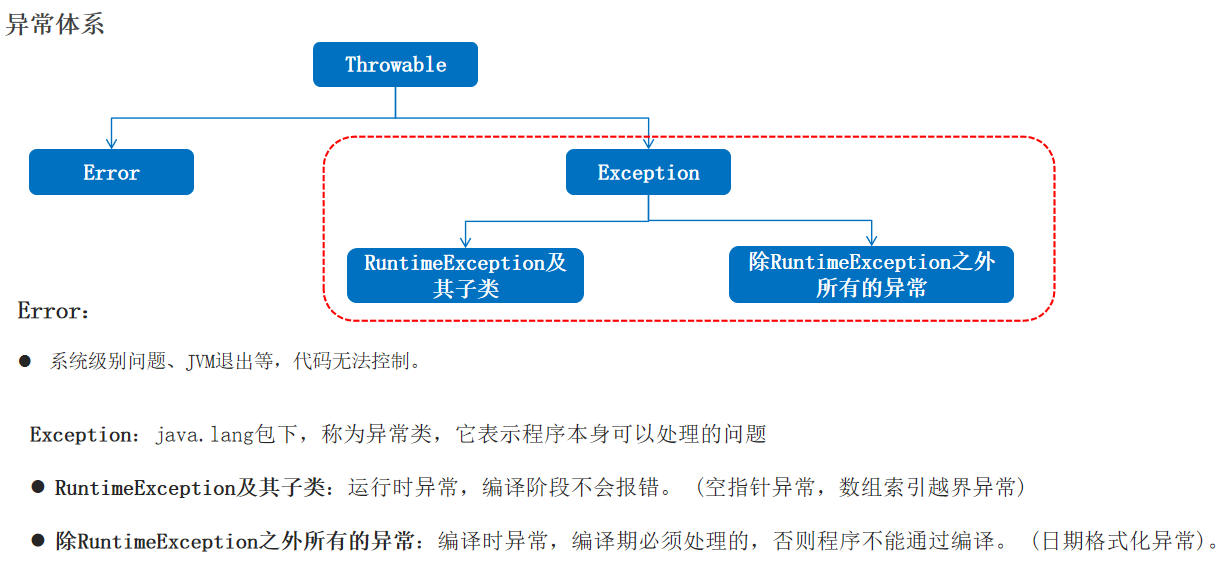 异常体系
Throwable
Error
Exception
RuntimeException及
其子类
除RuntimeException之外
所有的异常
Error：
● 系统级别问题、JVM退出等，代码无法控制。
Exception：java.lang包下，称为异常类，它表示程序本身可以处理的问题
● RuntimeException及其子类：运行时异常，编译阶段不会报错。 (空指针异常，数组索引越界异常)
● 除RuntimeException之外所有的异常：编译时异常，编译期必须处理的，否则程序不能通过编译。 (日期格式化异常)。